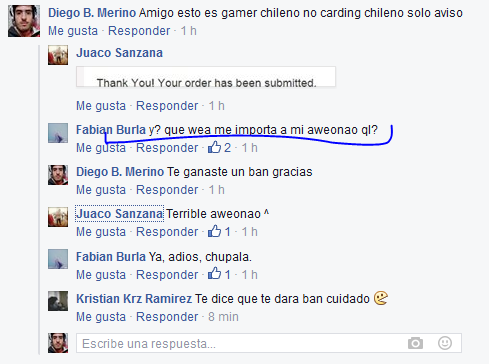 Diego B. Merino Amigo esto es gamer chileno no carding chileno solo aviso
Me gusta · Responder · 1 h
Juaco Sanzana
Thank You! Your order has been submitted.
Me gusta · Responder · 1 h
Fabian Burla y? que wea me importa a mi aweonao ql?
Me gusta · Responder · 2 · 1 h
Diego B. Merino Te ganaste un ban gracias
Me gusta · Responder · 1 h
Juaco Sanzana Terrible aweonao ^
Me gusta · Responder · 1 · 1 h
Fabian Burla Ya, adios, chupala.
Me gusta · Responder · 1 · 1 h
Kristian Krz Ramirez Te dice que te dara ban cuidado
Me gusta · Responder · 8 min
Escribe una respuesta...